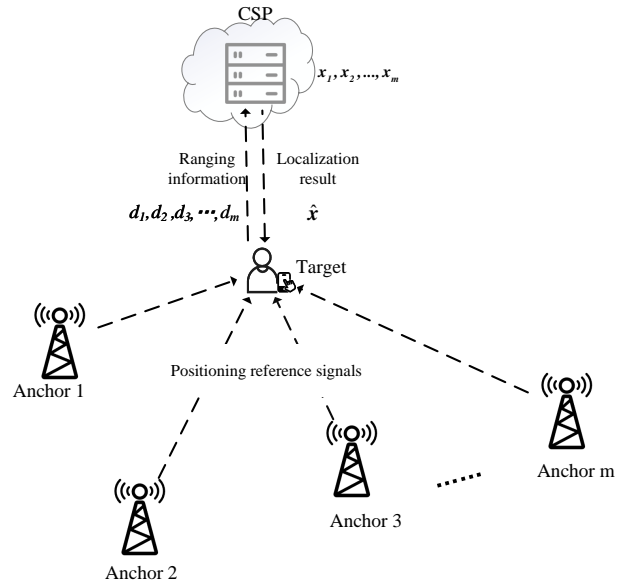 CSP
x₁, x₂, ..., xₘ
Ranging information
Localization result
d₁, d₂, d₃, ⋯, dₘ
x̂
Target
Positioning reference signals
Anchor 1
Anchor 2
Anchor 3
Anchor m